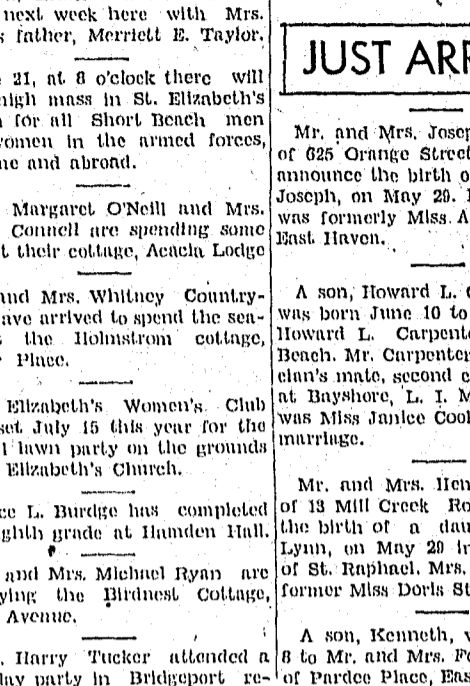 next week here with Mrs.
s father, Merriett E. Taylor.
21, at 8 o'clock there will
high mass in St. Elizabeth's
for all Short Beach men
women in the armed forces,
me and abroad.
Margaret O'Neill and Mrs.
Connell are spending some
t their cottage, Acacia Lodge
and Mrs. Whitney Country-
ave arrived to spend the sea-
the Holmstrom cottage,
Place.
Elizabeth's Women's Club
set July 15 this year for the
l lawn party on the grounds
Elizabeth's Church.
ce L. Burdge has completed
ghth grade at Hamden Hall.
and Mrs. Michael Ryan are
ying the Birdnest Cottage,
Avenue.
. Harry Tucker attended a
day party in Bridgeport re-
JUST ARR
Mr. and Mrs. Josep
of 625 Orange Street
announce the birth o
Joseph, on May 29.
was formerly Miss A
East Haven.
A son, Howard L.
was born June 10 to
Howard L. Carpente
Beach. Mr. Carpenter
cian's mate, second c
at Bayshore, L. I. M
was Miss Janice Cool
marriage.
Mr. and Mrs. Hen
of 13 Mill Creek Ro
the birth of a dau
Lynn, on May 29 in
of St. Raphael. Mrs.
former Miss Doris St
A son, Kenneth, w
8 to Mr. and Mrs. Fe
of Pardee Place, Eas